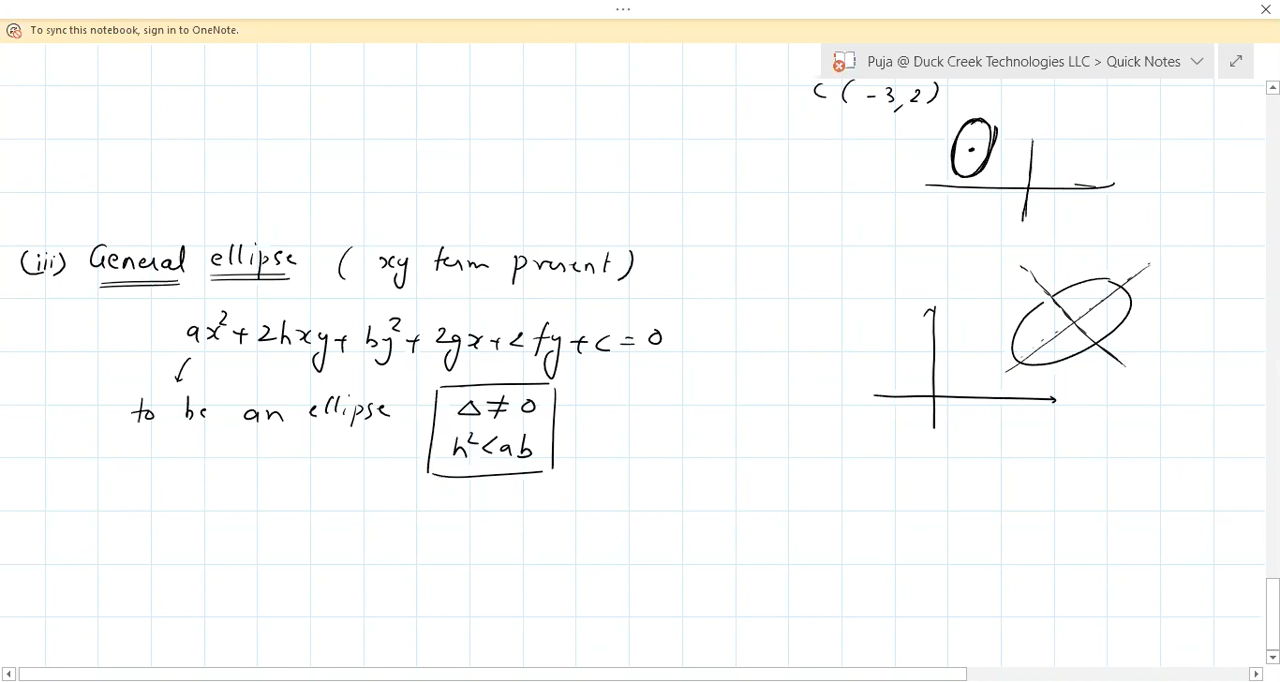 To sync this notebook, sign in to OneNote.
Puja @ Duck Creek Technologies LLC > Quick Notes
C ( - 3, 2 )
(iii) General ellipse ( xy term present )
ax² + 2hxy + by² + 2gx + 2fy + c = 0
to be an ellipse
Δ ≠ 0
h² < ab